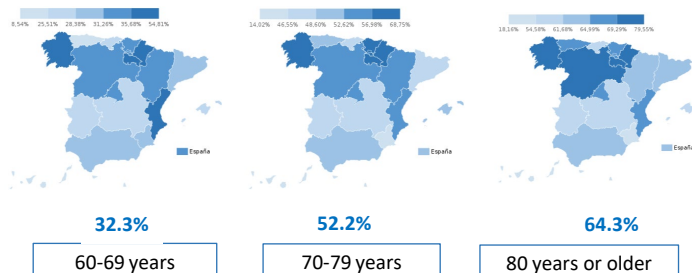 8,54% 25,51% 28,38% 31,26% 35,68% 54,81%
14,02% 46,55% 48,60% 52,62% 56,98% 68,75%
18,16% 54,58% 61,68% 64,99% 69,29% 79,55%
España
España
España
32.3%
52.2%
64.3%
60-69 years
70-79 years
80 years or older